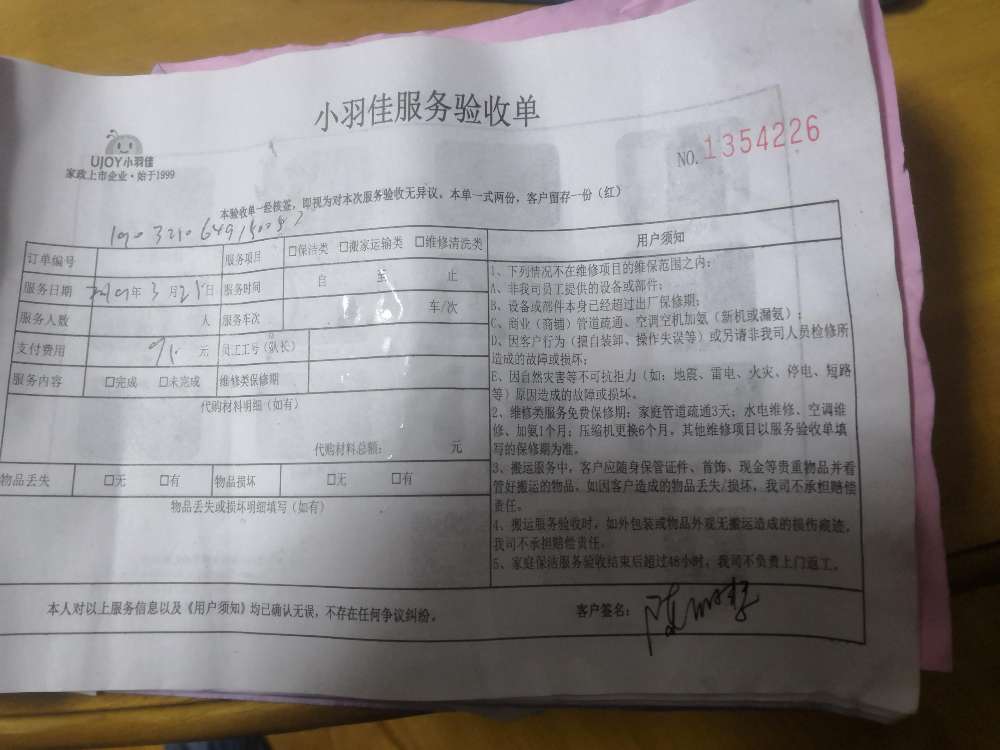 小羽佳服务验收单
UJOY小羽佳
家政上市企业·始于1999
NO.1354226
本验收单一经核签，即视为对本次服务验收无异议。本单一式两份，客户留存一份（红）
订单编号 服务项目 □保洁类 □搬家运输类 □维修清洗类
服务日期 年 3 月 25 日 服务时间 自 至 止
服务人数 人 服务车次 车/次
支付费用 元 员工工号（队长）
服务内容 □完成 □未完成 维修类保修期
代购材料明细（如有）
代购材料总额： 元
物品丢失 □无 □有 物品损坏 □无 □有
物品丢失或损坏明细填写（如有）
用户须知
1、下列情况不在维修项目的维保范围之内：
A、非我司员工提供的设备或部件；
B、设备或部件本身已经超过出厂保修期；
C、商业（商铺）管道疏通、空调空机加氨（新机或漏氨）；
D、因客户行为（擅自装卸、操作失误等）或另请非我司人员检修所
造成的故障或损坏；
E、因自然灾害等不可抗拒力（如：地震、雷电、火灾、停电、短路
等）原因造成的故障或损坏。
2、维修类服务免费保修期：家庭管道疏通3天；水电维修、空调维
修、加氨1个月；压缩机更换6个月，其他维修项目以服务验收单填
写的保修期为准。
3、搬运服务中，客户应随身保管证件、首饰、现金等贵重物品并看
管好搬运的物品。如因客户造成的物品丢失/损坏，我司不承担赔偿
责任。
4、搬运服务验收时，如外包装或物品外观无搬运造成的损伤痕迹，
我司不承担赔偿责任。
5、家庭保洁服务验收结束后超过48小时，我司不负责上门返工。
本人对以上服务信息以及《用户须知》均已确认无误，不存在任何争议纠纷。 客户签名：